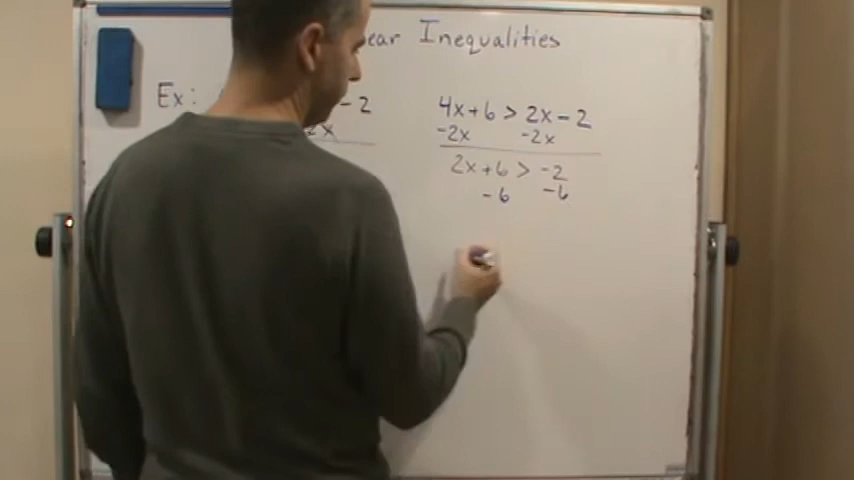 ear Inequalities
Ex:
- 2
2x
4x+6 > 2x-2
-2x -2x
2x+6 > -2
-6 -6